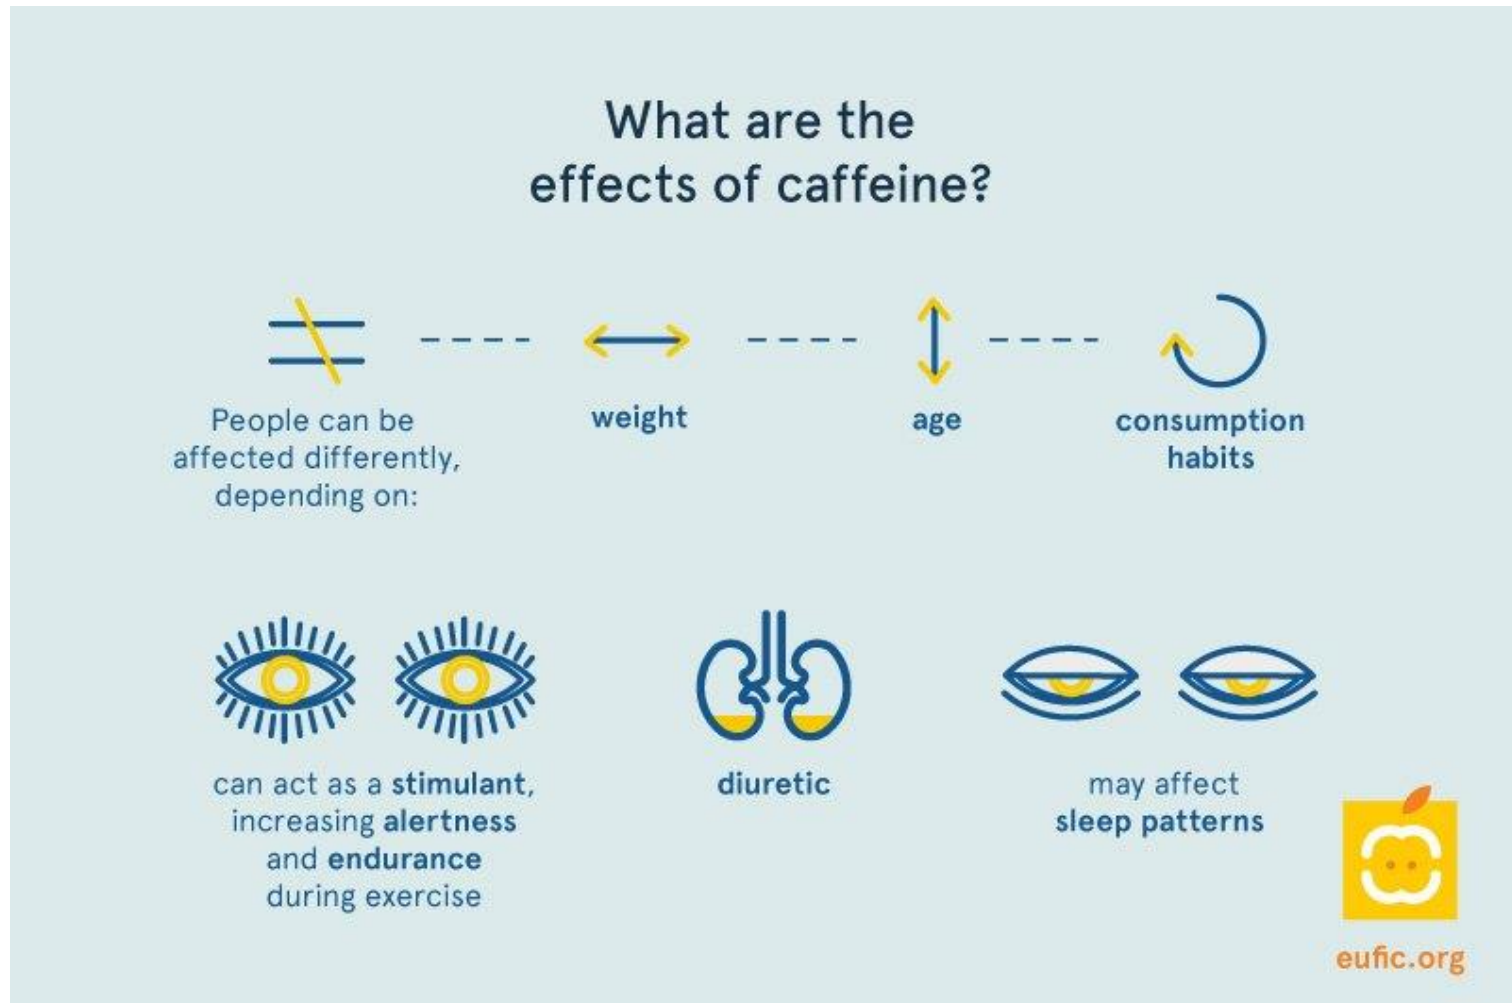 What are the
effects of caffeine?
People can be
affected differently,
depending on:
weight
age
consumption
habits
can act as a stimulant,
increasing alertness
and endurance
during exercise
diuretic
may affect
sleep patterns
eufic.org